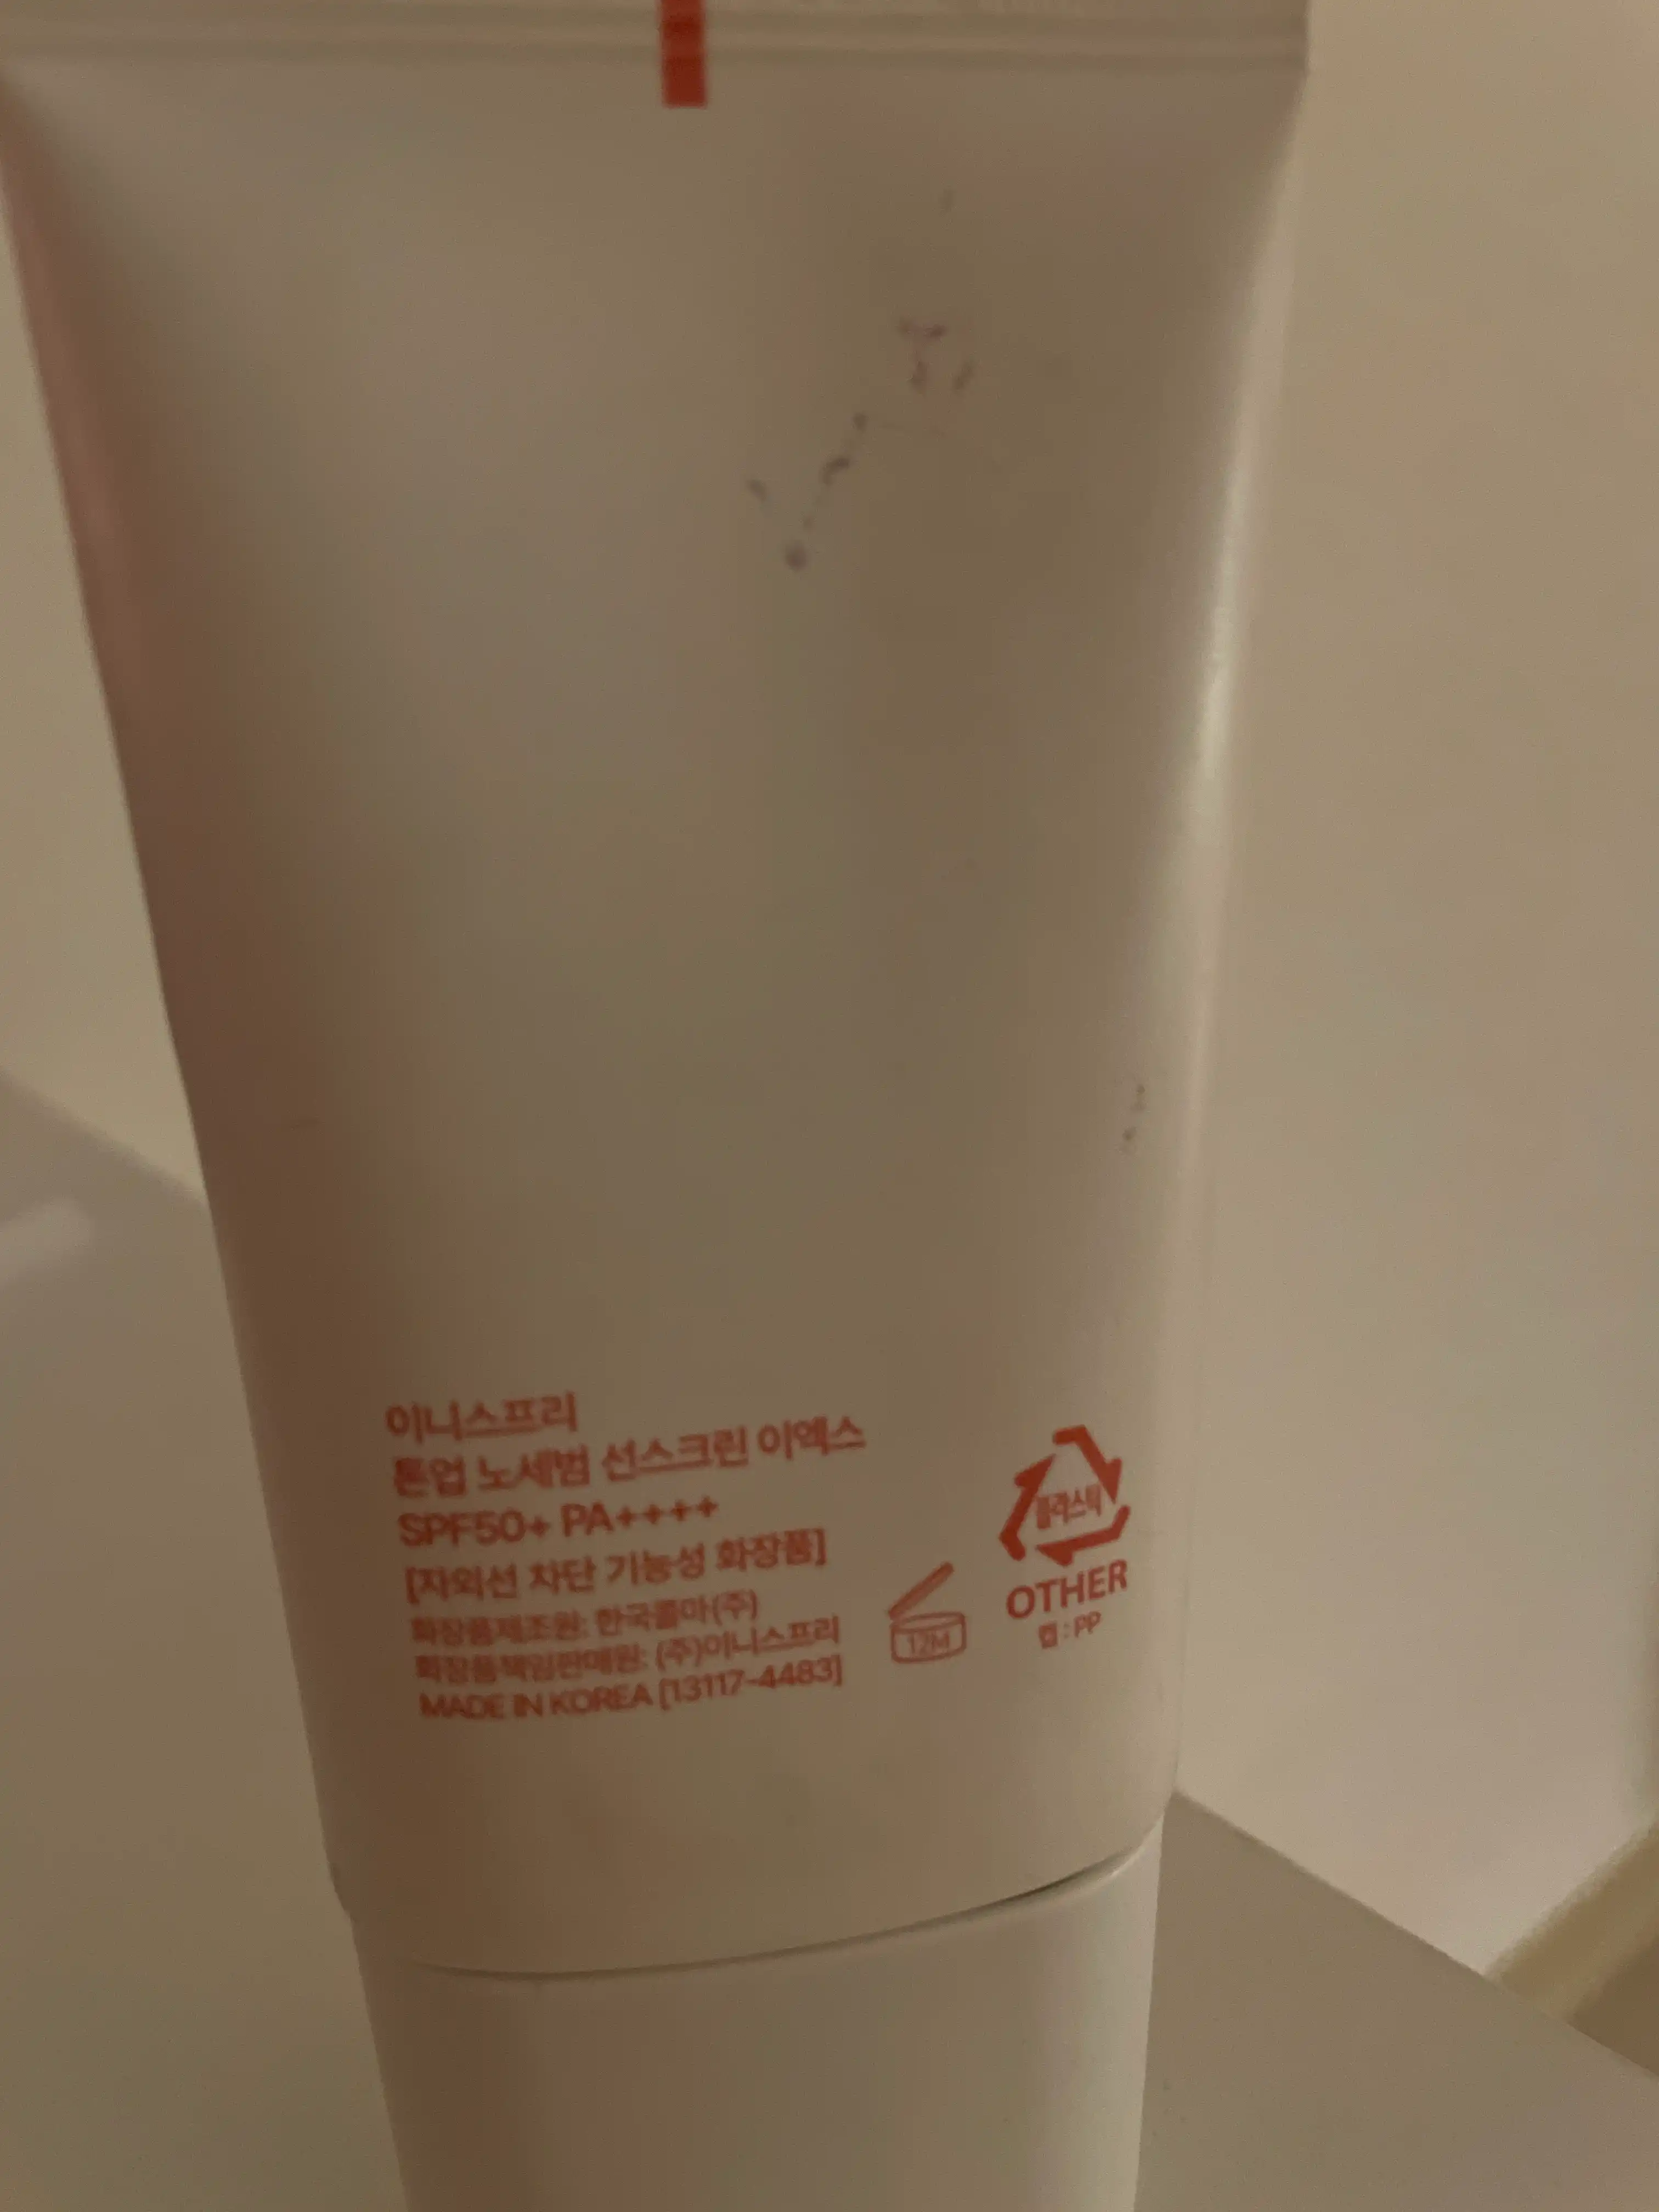 이니스프리
톤업 노세범 선스크린 이엑스
SPF50+ PA++++
[자외선 차단 기능성 화장품]
화장품제조원: 한국콜마(주)
화장품책임판매원: (주)이니스프리
MADE IN KOREA [13117-4483]
12M
플라스틱
OTHER
캡 : PP